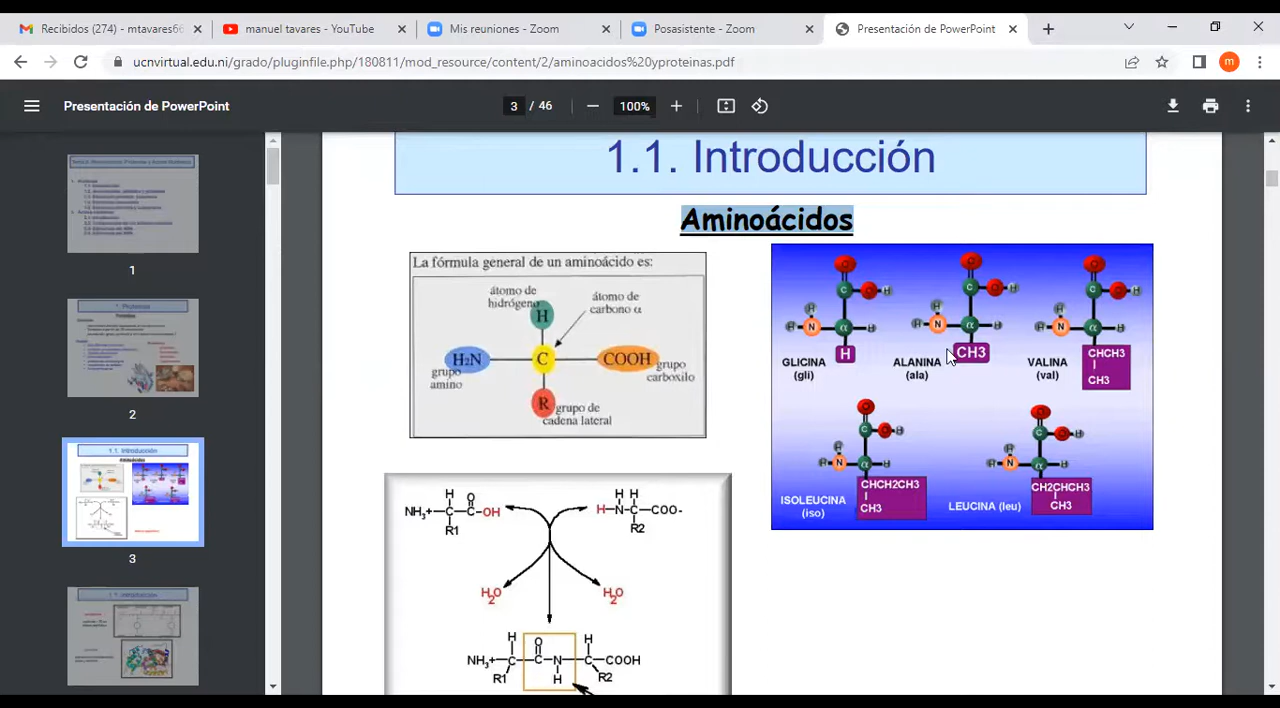 Recibidos (274) - mtavares66
manuel tavares - YouTube
Mis reuniones - Zoom
Posasistente - Zoom
Presentación de PowerPoint
ucnvirtual.edu.ni/grado/pluginfile.php/180811/mod_resource/content/2/aminoacidos%20yproteinas.pdf
m
Presentación de PowerPoint
3 / 46
100%
1
2
3
1.1. Introducción
Aminoácidos
La fórmula general de un aminoácido es:
átomo de
hidrógeno
átomo de
carbono α
H
H2N
C
COOH
grupo
amino
grupo
carboxilo
R
grupo de
cadena lateral
O
C O H
H
H N α H
H
GLICINA
(gli)
O
C O H
H
H N α H
CH3
ALANINA
(ala)
O
C O H
H
H N α H
CHCH3
CH3
VALINA
(val)
O
C O H
H
H N α H
CHCH2CH3
CH3
ISOLEUCINA
(iso)
O
C O H
H
H N α H
CH2CHCH3
CH3
LEUCINA (leu)
H O
NH3+ C C OH
R1
H H
H N C COO-
R2
H2O
H2O
H O H
NH3+ C C N C COOH
R1 H R2